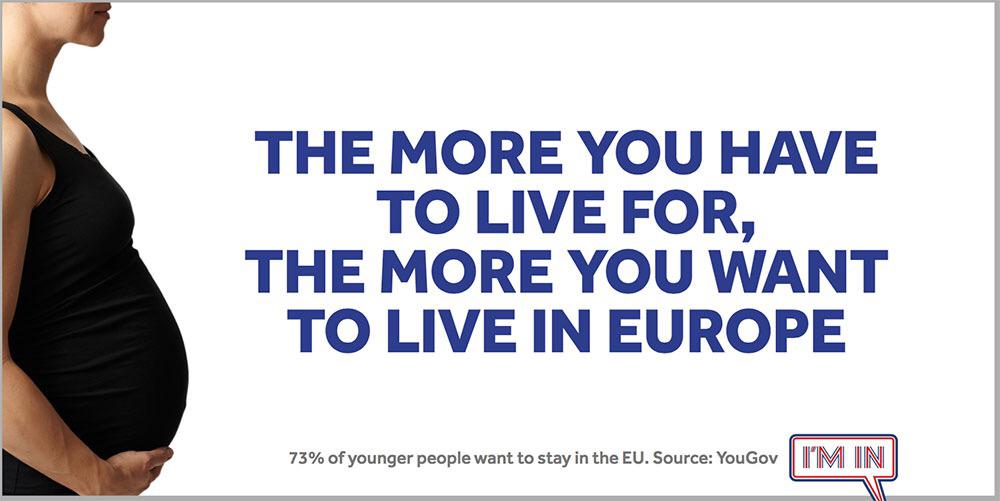 THE MORE YOU HAVE
TO LIVE FOR,
THE MORE YOU WANT
TO LIVE IN EUROPE
73% of younger people want to stay in the EU. Source: YouGov
I'M IN